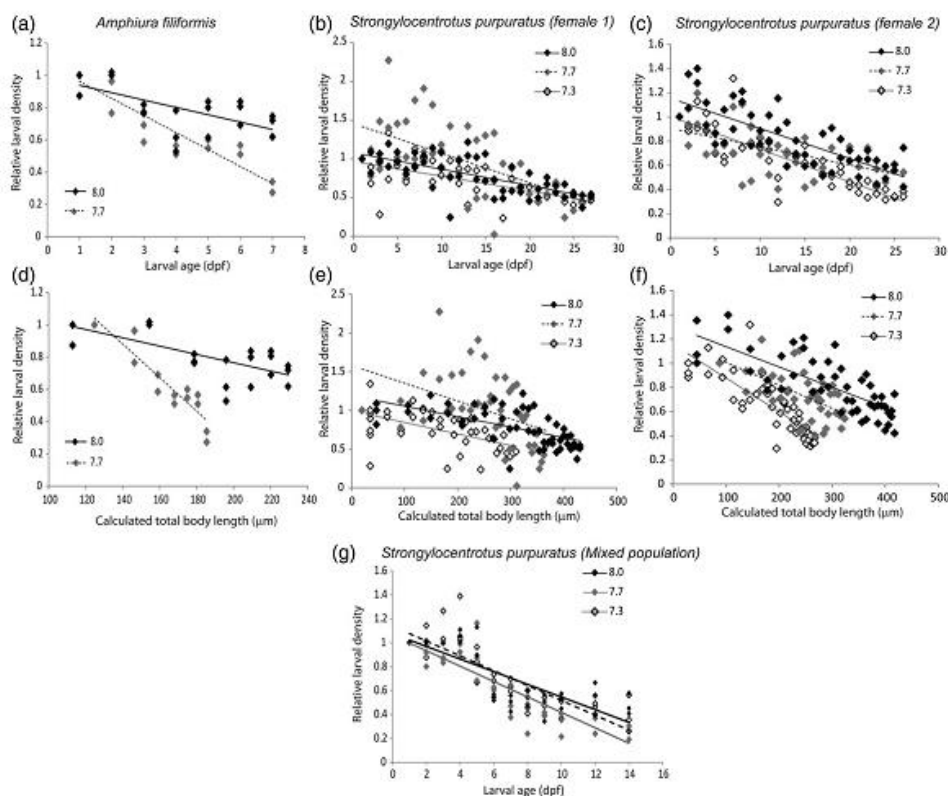 (a) Amphiura filiformis
Relative larval density
1.2
1
0.8
0.6
0.4
0.2
0
8.0
7.7
0 1 2 3 4 5 6 7 8
Larval age (dpf)
(b) Strongylocentrotus purpuratus (female 1)
Relative larval density
2.5
2
1.5
1
0.5
0
8.0
7.7
7.3
0 5 10 15 20 25 30
Larval age (dpf)
(c) Strongylocentrotus purpuratus (female 2)
Relative larval density
1.6
1.4
1.2
1
0.8
0.6
0.4
0.2
0
8.0
7.7
7.3
0 5 10 15 20 25 30
Larval age (dpf)
(d)
Relative larval density
1.2
1
0.8
0.6
0.4
0.2
0
8.0
7.7
100 120 140 160 180 200 220 240
Calculated total body length (µm)
(e)
Relative larval density
2.5
2
1.5
1
0.5
0
8.0
7.7
7.3
0 100 200 300 400 500
Calculated total body length (µm)
(f)
Relative larval density
1.6
1.4
1.2
1
0.8
0.6
0.4
0.2
0
8.0
7.7
7.3
0 100 200 300 400 500
Calculated total body length (µm)
(g) Strongylocentrotus purpuratus (Mixed population)
Relative larval density
1.6
1.4
1.2
1
0.8
0.6
0.4
0.2
0
8.0
7.7
7.3
0 2 4 6 8 10 12 14 16
Larval age (dpf)